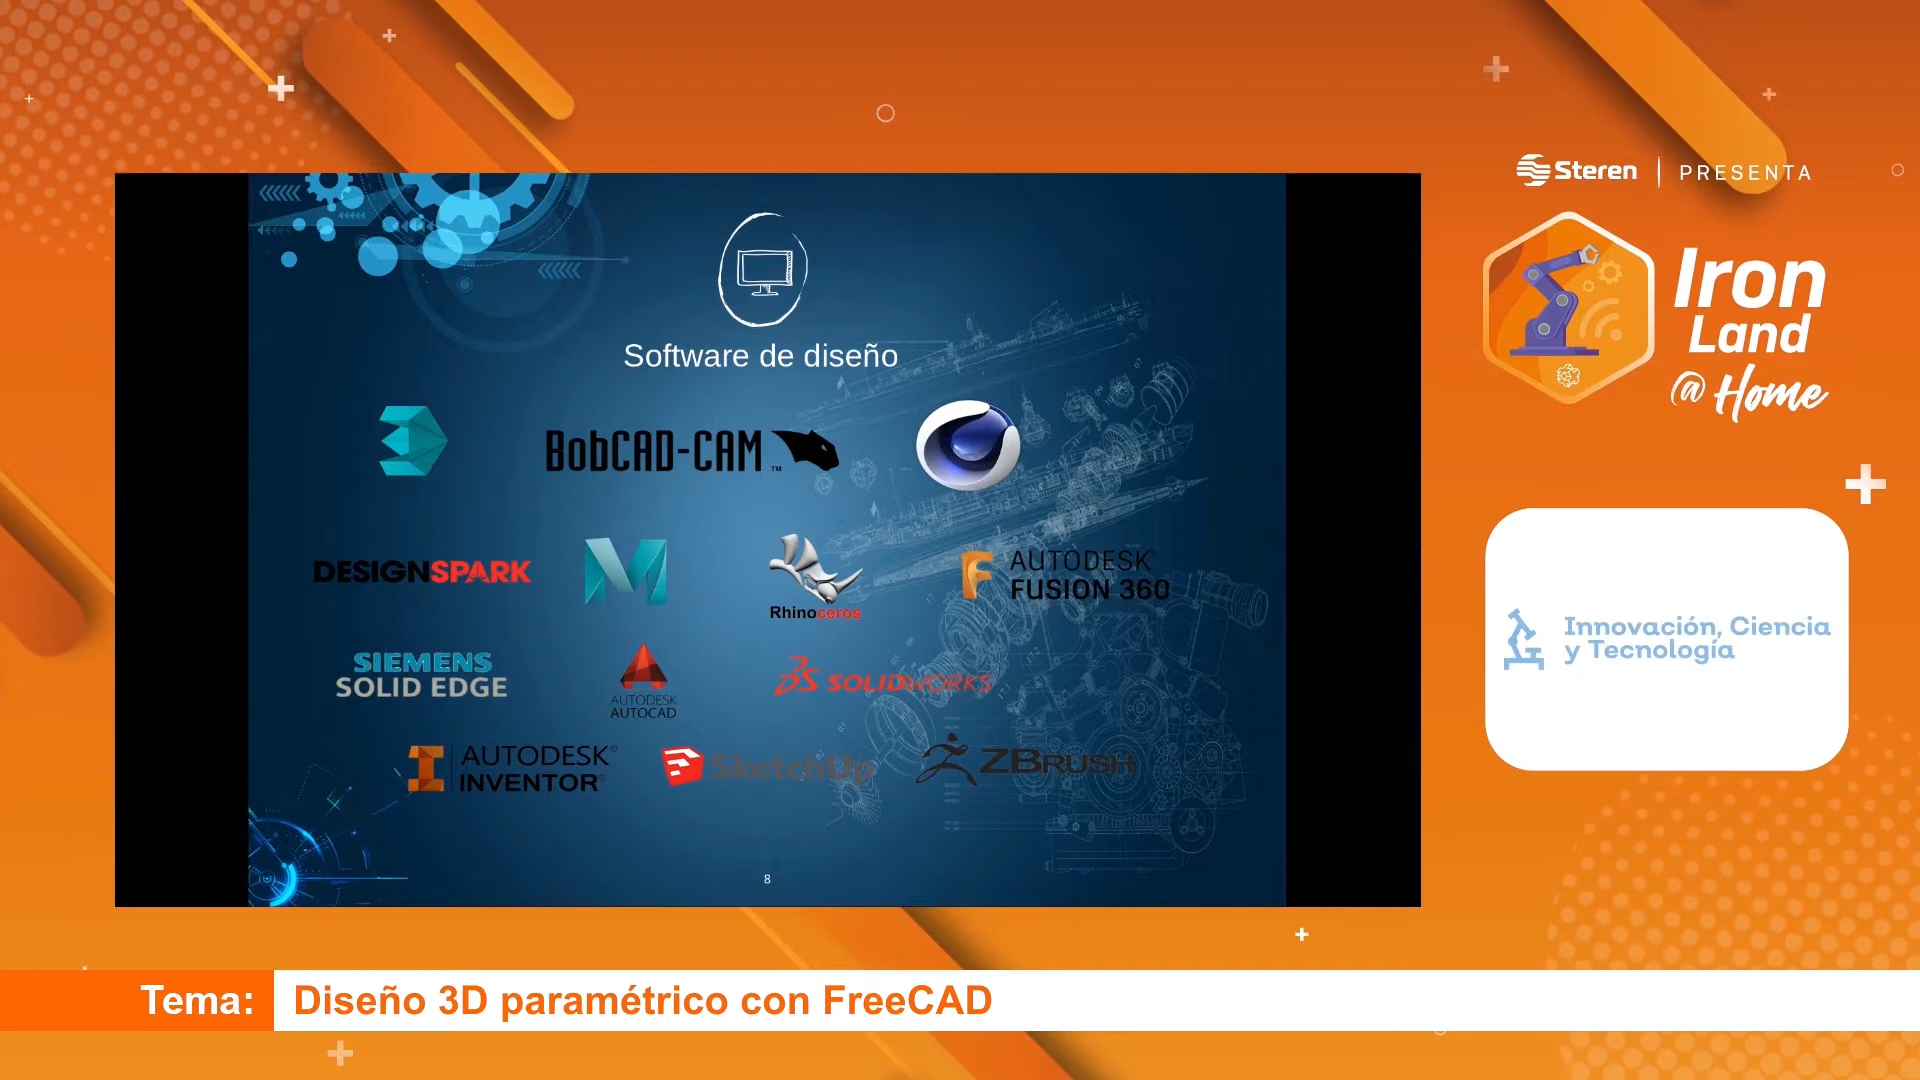 Steren | PRESENTA
Iron
Land
@ Home
Software de diseño
BobCAD-CAM™
DESIGNSPARK
Rhinoceros
AUTODESK®
FUSION 360
SIEMENS
SOLID EDGE
AUTODESK
AUTOCAD
SOLIDWORKS
AUTODESK®
INVENTOR®
SketchUp
ZBRUSH
8
Innovación, Ciencia
y Tecnología
Tema: Diseño 3D paramétrico con FreeCAD